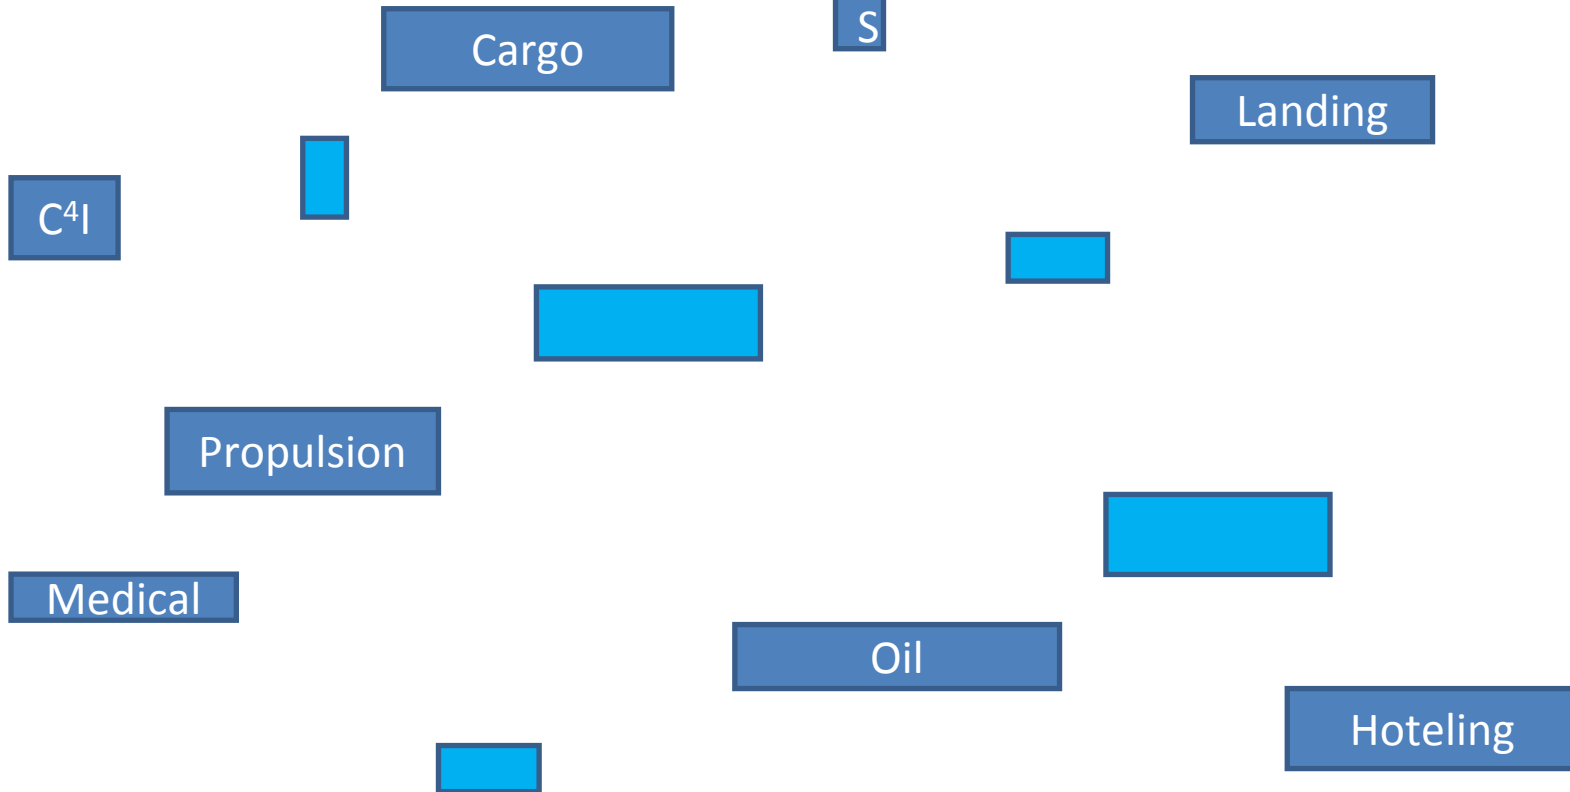 Cargo
S
Landing
C⁴I
Propulsion
Medical
Oil
Hoteling